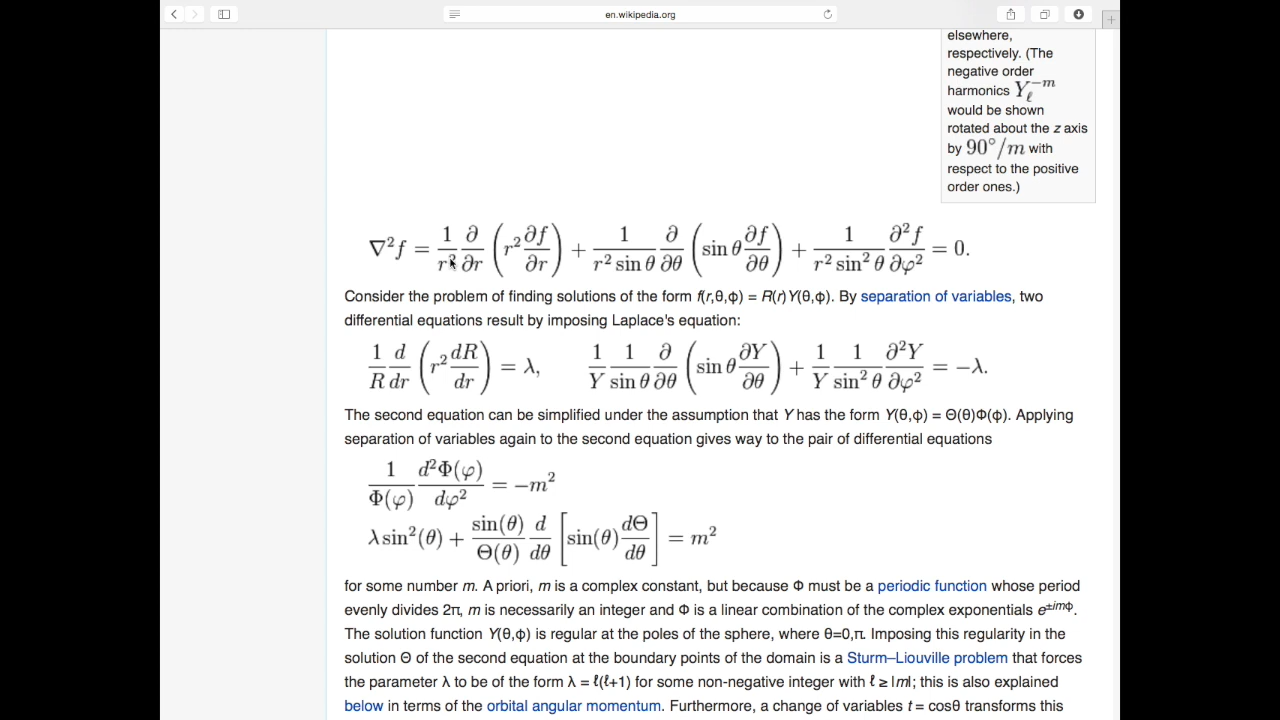 en.wikipedia.org
elsewhere,
respectively. (The
negative order
harmonics Y_ℓ^{−m}
would be shown
rotated about the z axis
by 90°/m with
respect to the positive
order ones.)
∇²f = 1/r² ∂/∂r (r² ∂f/∂r) + 1/(r² sin θ) ∂/∂θ (sin θ ∂f/∂θ) + 1/(r² sin² θ) ∂²f/∂φ² = 0.
Consider the problem of finding solutions of the form f(r,θ,φ) = R(r)Y(θ,φ). By separation of variables, two
differential equations result by imposing Laplace's equation:
1/R d/dr (r² dR/dr) = λ, 1/Y 1/sin θ ∂/∂θ (sin θ ∂Y/∂θ) + 1/Y 1/sin² θ ∂²Y/∂φ² = −λ.
The second equation can be simplified under the assumption that Y has the form Y(θ,φ) = Θ(θ)Φ(φ). Applying
separation of variables again to the second equation gives way to the pair of differential equations
1/Φ(φ) d²Φ(φ)/dφ² = −m²
λ sin²(θ) + sin(θ)/Θ(θ) d/dθ [sin(θ) dΘ/dθ] = m²
for some number m. A priori, m is a complex constant, but because Φ must be a periodic function whose period
evenly divides 2π, m is necessarily an integer and Φ is a linear combination of the complex exponentials e^{±imφ}.
The solution function Y(θ,φ) is regular at the poles of the sphere, where θ=0,π. Imposing this regularity in the
solution Θ of the second equation at the boundary points of the domain is a Sturm–Liouville problem that forces
the parameter λ to be of the form λ = ℓ(ℓ+1) for some non-negative integer with ℓ ≥ |m|; this is also explained
below in terms of the orbital angular momentum. Furthermore, a change of variables t = cosθ transforms this